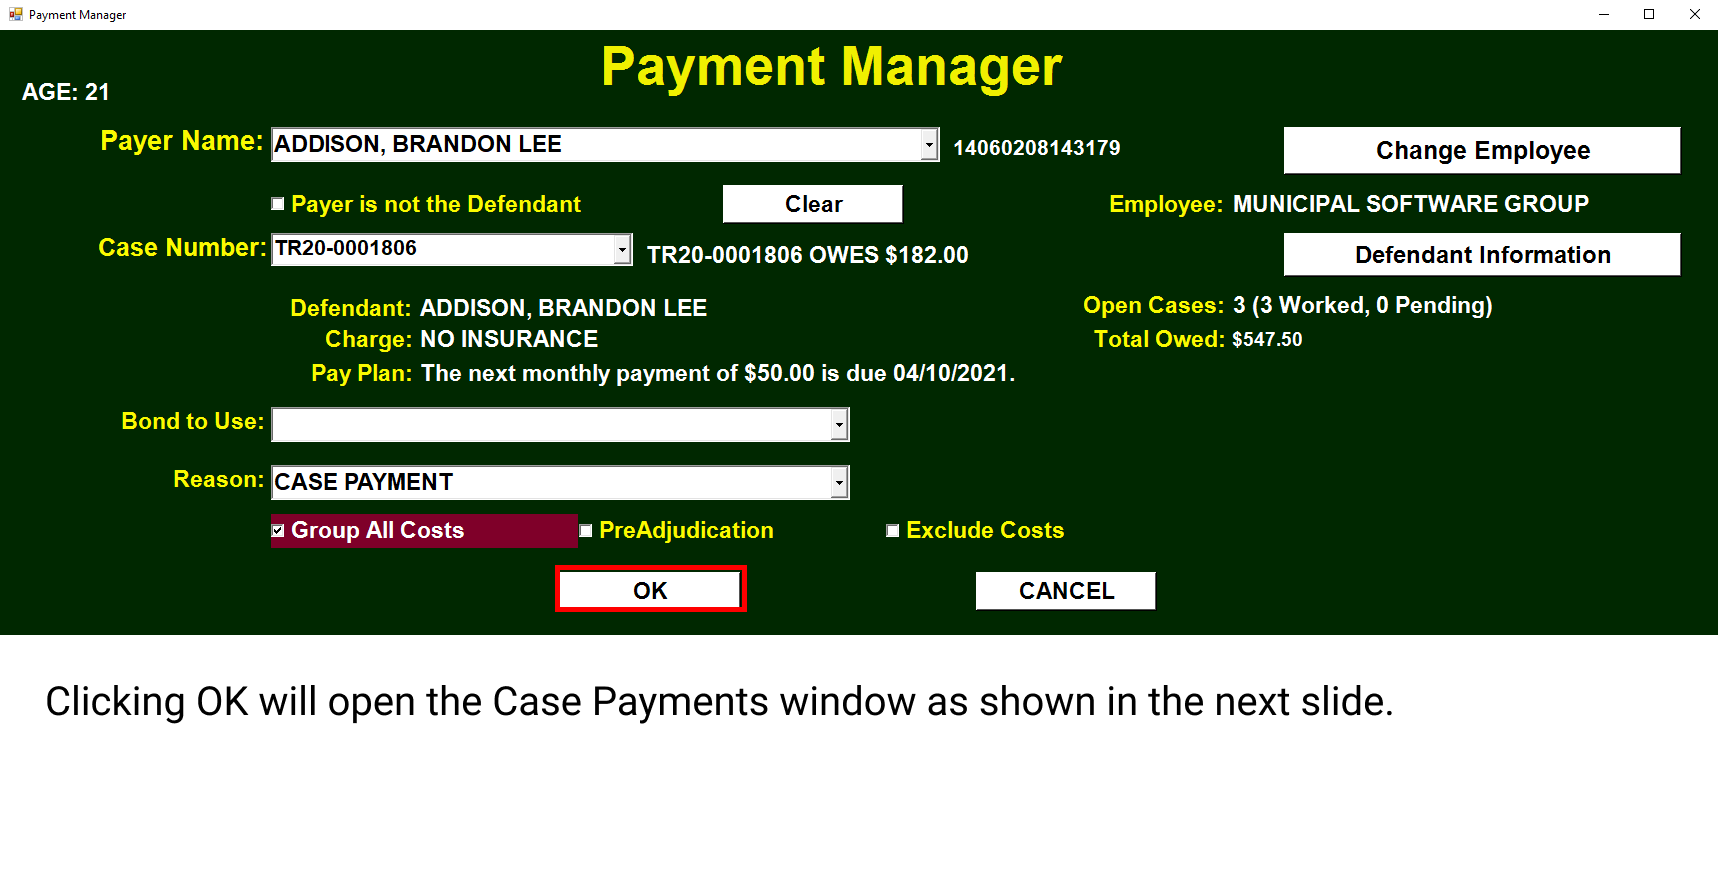 Payment Manager
Payment Manager
AGE: 21
Payer Name: ADDISON, BRANDON LEE 14060208143179 Change Employee
Payer is not the Defendant Clear Employee: MUNICIPAL SOFTWARE GROUP
Case Number: TR20-0001806 TR20-0001806 OWES $182.00 Defendant Information
Defendant: ADDISON, BRANDON LEE Open Cases: 3 (3 Worked, 0 Pending)
Charge: NO INSURANCE Total Owed: $547.50
Pay Plan: The next monthly payment of $50.00 is due 04/10/2021.
Bond to Use:
Reason: CASE PAYMENT
Group All Costs PreAdjudication Exclude Costs
OK CANCEL
Clicking OK will open the Case Payments window as shown in the next slide.